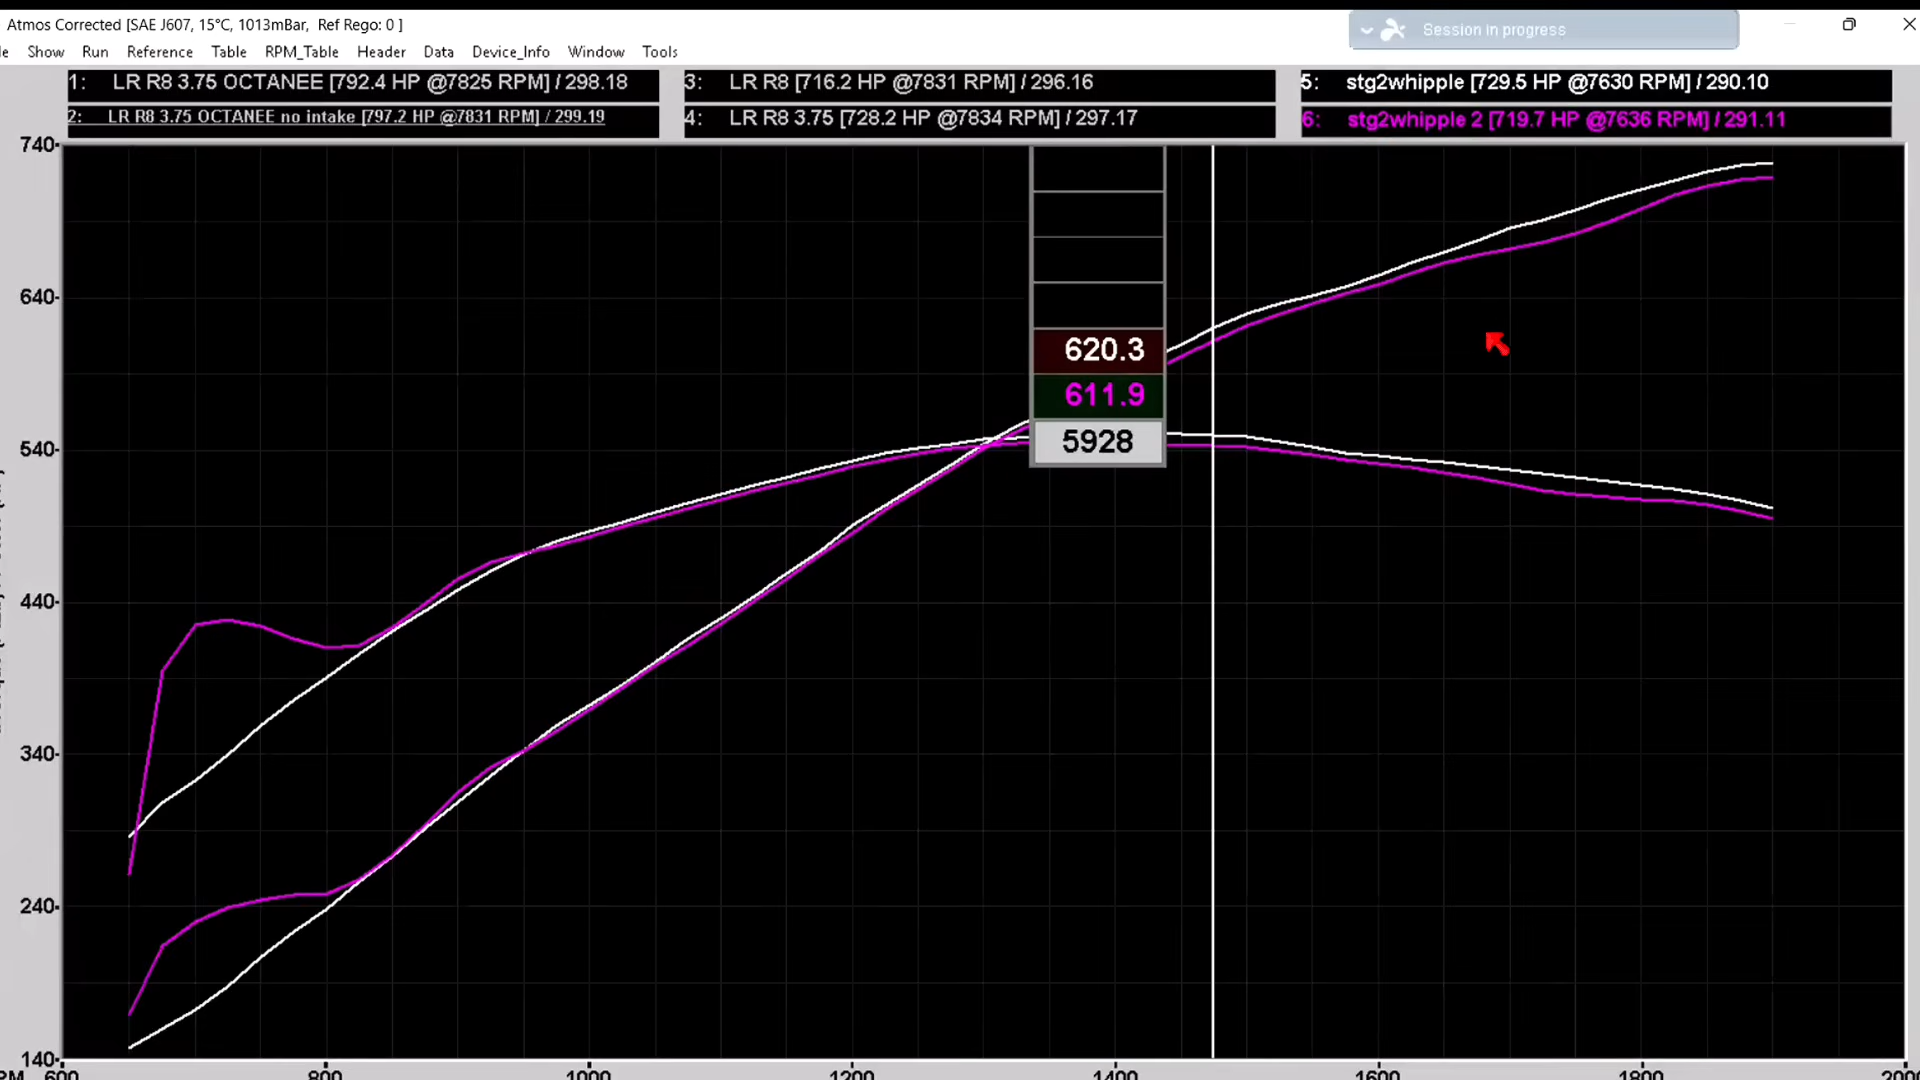 Atmos Corrected [SAE J607, 15°C, 1013mBar, Ref Rego: 0 ]
Session in progress
Show Run Reference Table RPM_Table Header Data Device_Info Window Tools
1: LR R8 3.75 OCTANEE [792.4 HP @7825 RPM] / 298.18
3: LR R8 [716.2 HP @7831 RPM] / 296.16
5: stg2whipple [729.5 HP @7630 RPM] / 290.10
2: LR R8 3.75 OCTANEE no intake [797.2 HP @7831 RPM] / 299.19
4: LR R8 3.75 [728.2 HP @7834 RPM] / 297.17
6: stg2whipple 2 [719.7 HP @7636 RPM] / 291.11
740
640
620.3
611.9
540
5928
440
340
240
140
600 800 1000 1200 1400 1600 1800 2000